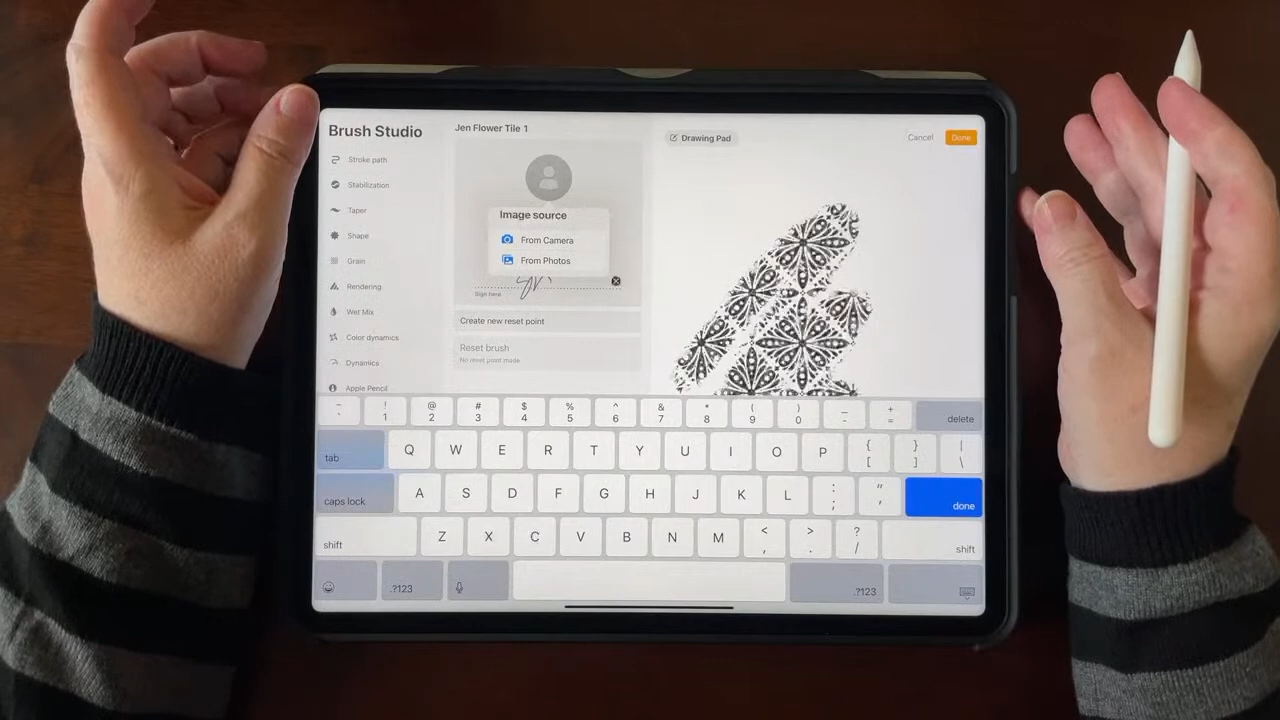 Brush Studio
Stroke path
Stabilization
Taper
Shape
Grain
Rendering
Wet Mix
Color dynamics
Dynamics
Apple Pencil
Jen Flower Tile 1
Image source
From Camera
From Photos
Sign here
Create new reset point
Reset brush
No reset point made
Drawing Pad
Cancel
Done
~ ! @ # $ % ^ & * ( ) _ +
` 1 2 3 4 5 6 7 8 9 0 - = delete
tab Q W E R T Y U I O P { [ } ] | \
caps lock A S D F G H J K L : ; " ' done
shift Z X C V B N M < , > . ? / shift
.?123 .?123